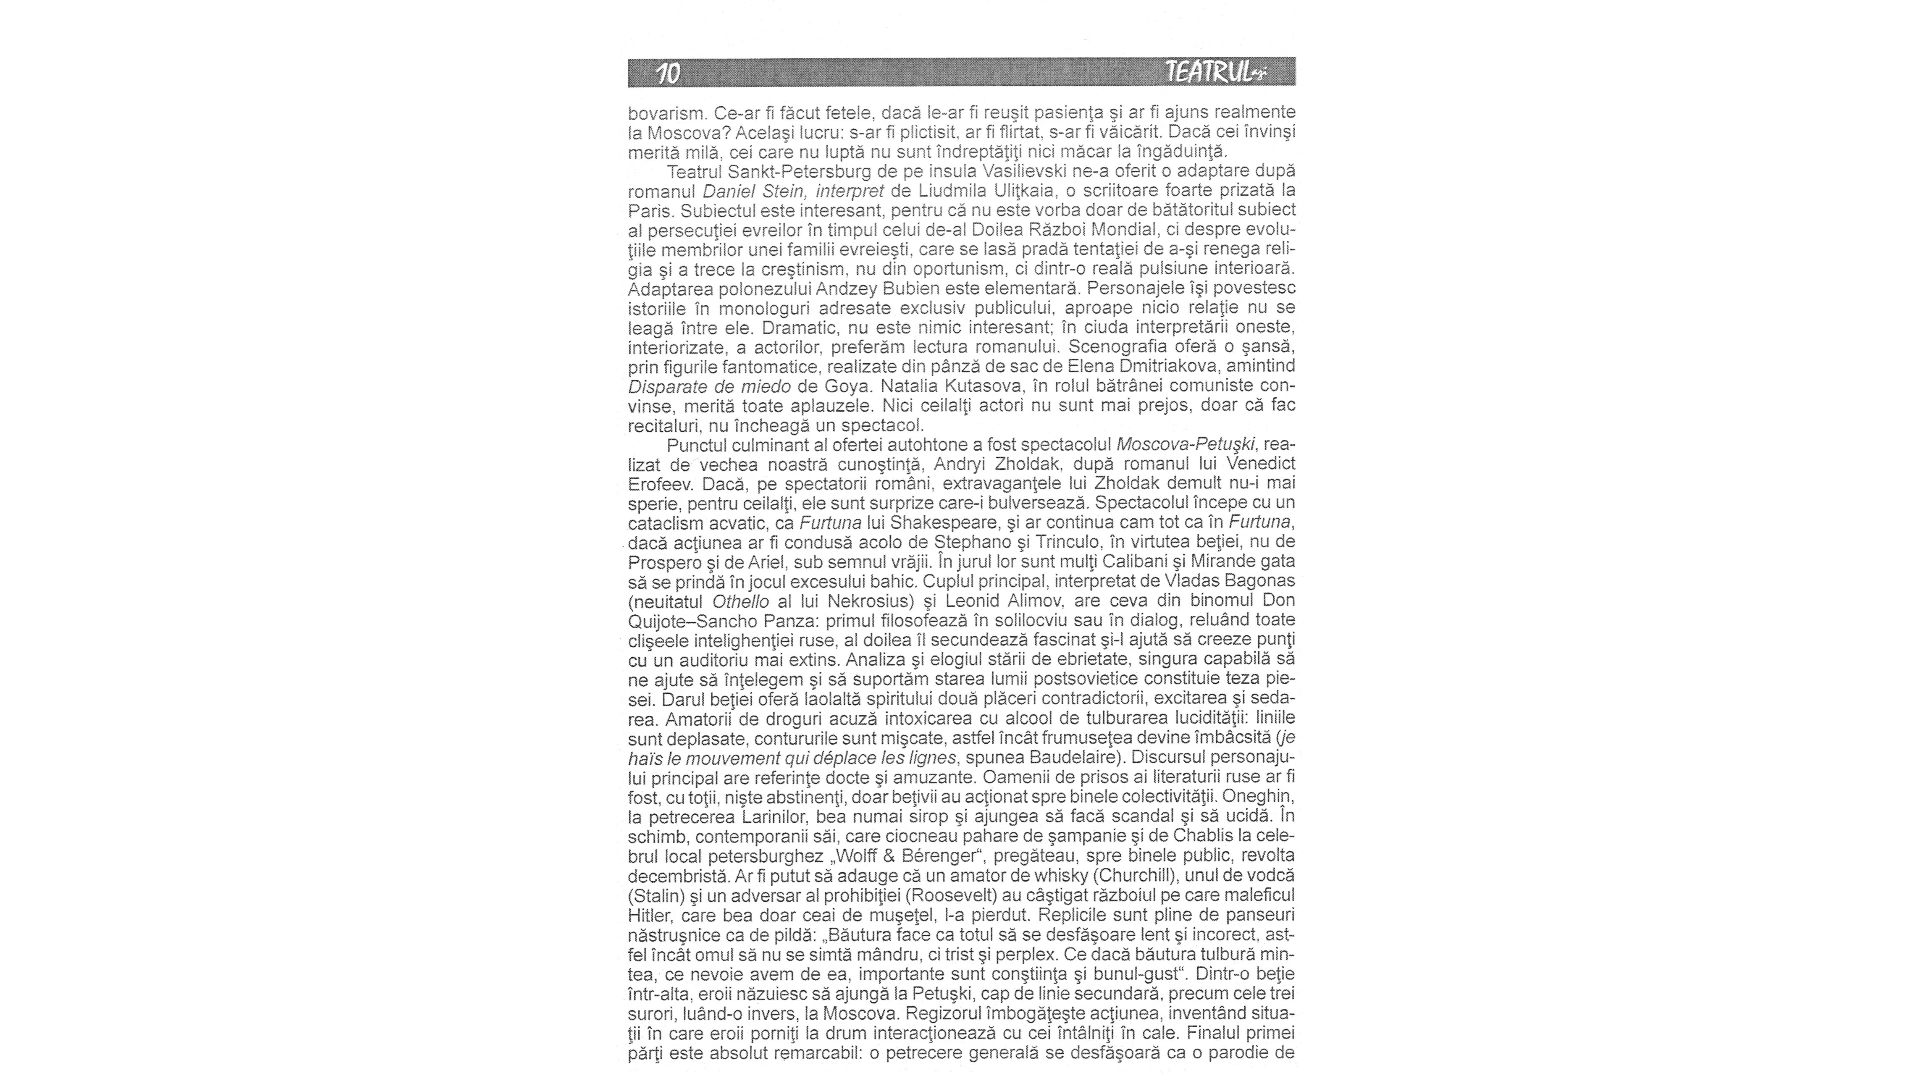 10 TEATRUL azi
bovarism. Ce-ar fi făcut fetele, dacă le-ar fi reuşit pasienţa şi ar fi ajuns realmente
la Moscova? Acelaşi lucru: s-ar fi plictisit, ar fi flirtat, s-ar fi văicărit. Dacă cei învinşi
merită milă, cei care nu luptă nu sunt îndreptăţiţi nici măcar la îngăduinţă.
Teatrul Sankt-Petersburg de pe insula Vasilievski ne-a oferit o adaptare după
romanul Daniel Stein, interpret de Liudmila Uliţkaia, o scriitoare foarte prizată la
Paris. Subiectul este interesant, pentru că nu este vorba doar de bătătoritul subiect
al persecuţiei evreilor în timpul celui de-al Doilea Război Mondial, ci despre evolu-
ţiile membrilor unei familii evreieşti, care se lasă pradă tentaţiei de a-şi renega reli-
gia şi a trece la creştinism, nu din oportunism, ci dintr-o reală pulsiune interioară.
Adaptarea polonezului Andzey Bubien este elementară. Personajele îşi povestesc
istoriile în monologuri adresate exclusiv publicului, aproape nicio relaţie nu se
leagă între ele. Dramatic, nu este nimic interesant; în ciuda interpretării oneste,
interiorizate, a actorilor, preferăm lectura romanului. Scenografia oferă o şansă,
prin figurile fantomatice, realizate din pânză de sac de Elena Dmitriakova, amintind
Disparate de miedo de Goya. Natalia Kutasova, în rolul bătrânei comuniste con-
vinse, merită toate aplauzele. Nici ceilalţi actori nu sunt mai prejos, doar că fac
recitaluri, nu încheagă un spectacol.
Punctul culminant al ofertei autohtone a fost spectacolul Moscova-Petuşki, rea-
lizat de vechea noastră cunoştinţă, Andryi Zholdak, după romanul lui Venedict
Erofeev. Dacă, pe spectatorii români, extravaganţele lui Zholdak demult nu-i mai
sperie, pentru ceilalţi, ele sunt surprize care-i bulversează. Spectacolul începe cu un
cataclism acvatic, ca Furtuna lui Shakespeare, şi ar continua cam tot ca în Furtuna,
dacă acţiunea ar fi condusă acolo de Stephano şi Trinculo, în virtutea beţiei, nu de
Prospero şi de Ariel, sub semnul vrăjii. În jurul lor sunt mulţi Calibani şi Mirande gata
să se prindă în jocul excesului bahic. Cuplul principal, interpretat de Vladas Bagonas
(neuitatul Othello al lui Nekrosius) şi Leonid Alimov, are ceva din binomul Don
Quijote–Sancho Panza: primul filosofează în solilocviu sau în dialog, reluând toate
clişeele intelighenţiei ruse, al doilea îl secundează fascinat şi-l ajută să creeze punţi
cu un auditoriu mai extins. Analiza şi elogiul stării de ebrietate, singura capabilă să
ne ajute să înţelegem şi să suportăm starea lumii postsovietice constituie teza pie-
sei. Darul beţiei oferă laolaltă spiritului două plăceri contradictorii, excitarea şi seda-
rea. Amatorii de droguri acuză intoxicarea cu alcool de tulburarea lucidităţii: liniile
sunt deplasate, contururile sunt mişcate, astfel încât frumuseţea devine îmbâcsită (je
haïs le mouvement qui déplace les lignes, spunea Baudelaire). Discursul personaju-
lui principal are referinţe docte şi amuzante. Oamenii de prisos ai literaturii ruse ar fi
fost, cu toţii, nişte abstinenţi, doar beţivii au acţionat spre binele colectivităţii. Oneghin,
la petrecerea Larinilor, bea numai sirop şi ajungea să facă scandal şi să ucidă. În
schimb, contemporanii săi, care ciocneau pahare de şampanie şi de Chablis la cele-
brul local petersburghez „Wolff & Bérenger“, pregăteau, spre binele public, revolta
decembristă. Ar fi putut să adauge că un amator de whisky (Churchill), unul de vodcă
(Stalin) şi un adversar al prohibiţiei (Roosevelt) au câştigat războiul pe care maleficul
Hitler, care bea doar ceai de muşeţel, l-a pierdut. Replicile sunt pline de panseuri
năstruşnice ca de pildă: „Băutura face ca totul să se desfăşoare lent şi incorect, ast-
fel încât omul să nu se simtă mândru, ci trist şi perplex. Ce dacă băutura tulbură min-
tea, ce nevoie avem de ea, importante sunt conştiinţa şi bunul-gust“. Dintr-o beţie
într-alta, eroii năzuiesc să ajungă la Petuşki, cap de linie secundară, precum cele trei
surori, luând-o invers, la Moscova. Regizorul îmbogăţeşte acţiunea, inventând situa-
ţii în care eroii porniţi la drum interacţionează cu cei întâlniţi în cale. Finalul primei
părţi este absolut remarcabil: o petrecere generală se desfăşoară ca o parodie de